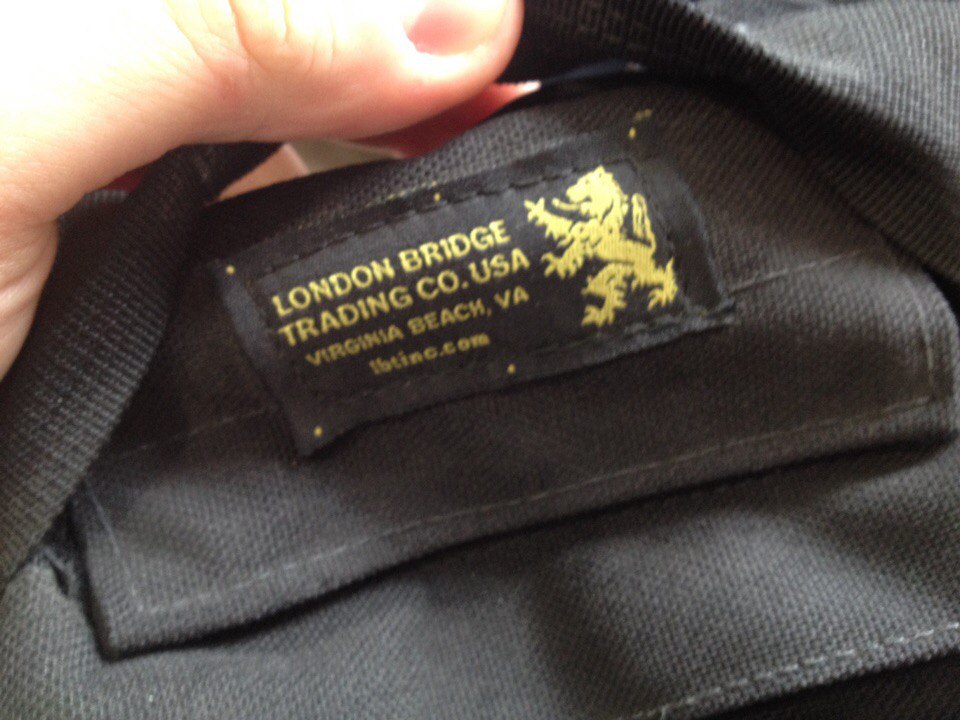 LONDON BRIDGE
TRADING CO. USA
VIRGINIA BEACH, VA
lbtinc.com